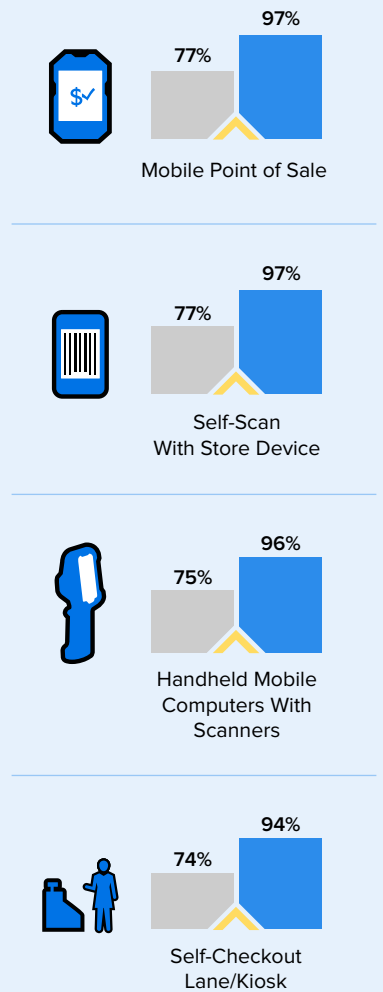 97%
77%
$✓
Mobile Point of Sale
97%
77%
Self-Scan
With Store Device
96%
75%
Handheld Mobile
Computers With
Scanners
94%
74%
Self-Checkout
Lane/Kiosk